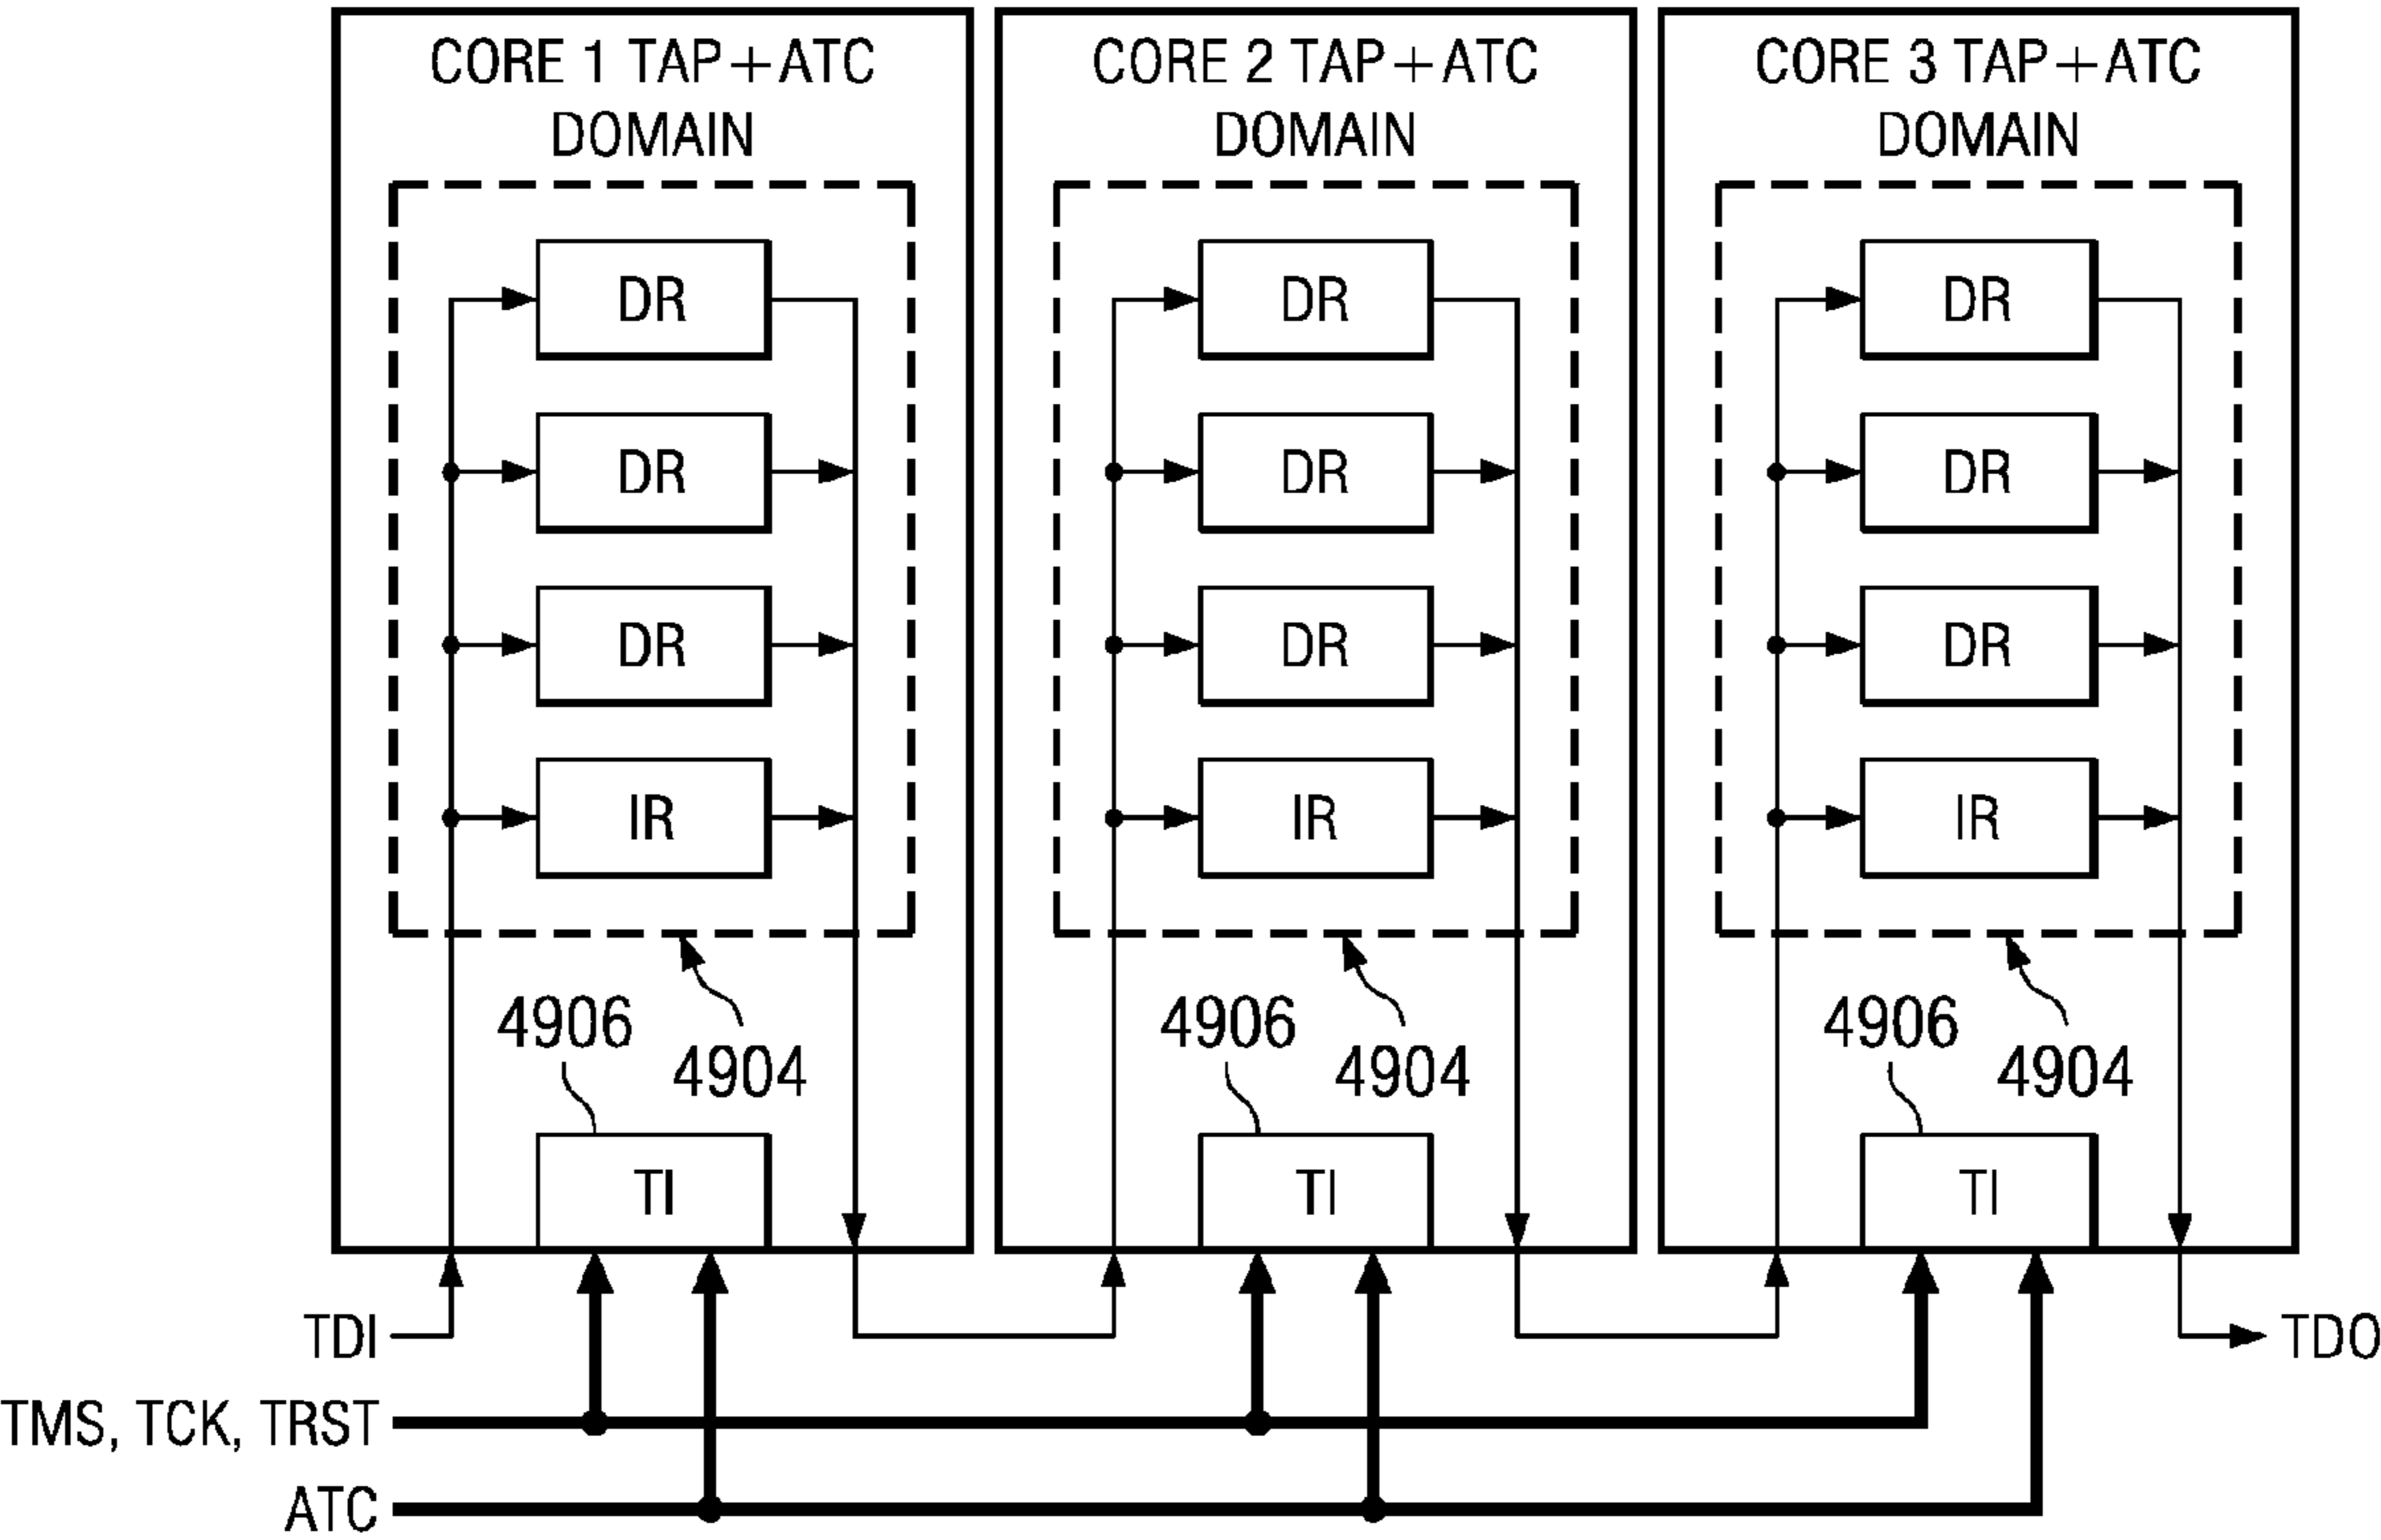 CORE 1 TAP+ATC
DOMAIN
DR
DR
DR
IR
4906
4904
TI
CORE 2 TAP+ATC
DOMAIN
DR
DR
DR
IR
4906
4904
TI
CORE 3 TAP+ATC
DOMAIN
DR
DR
DR
IR
4906
4904
TI
TDI
TDO
TMS, TCK, TRST
ATC